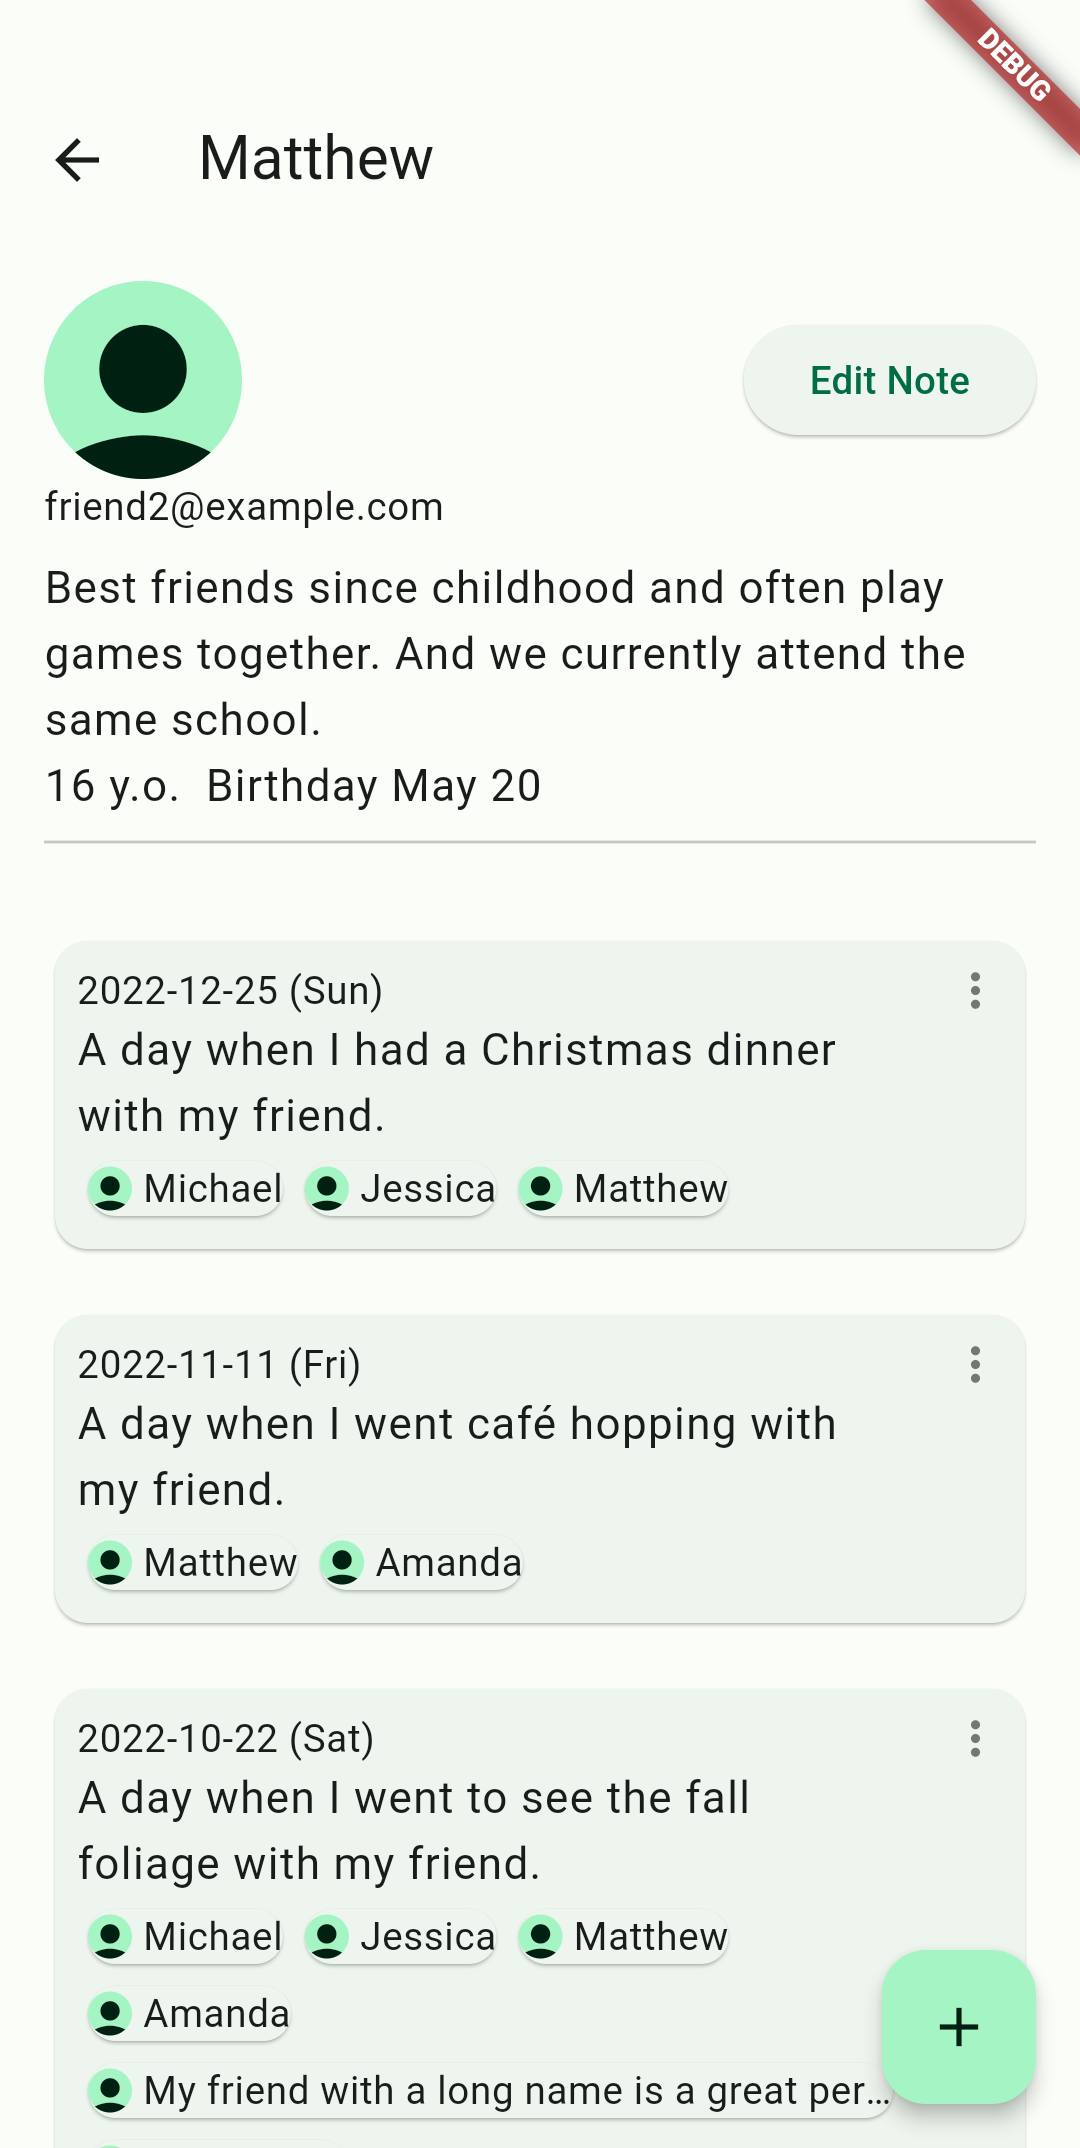 DEBUG
Matthew
Edit Note
friend2@example.com
Best friends since childhood and often play
games together. And we currently attend the
same school.
16 y.o.  Birthday May 20
2022-12-25 (Sun)
A day when I had a Christmas dinner
with my friend.
Michael Jessica Matthew
2022-11-11 (Fri)
A day when I went café hopping with
my friend.
Matthew Amanda
2022-10-22 (Sat)
A day when I went to see the fall
foliage with my friend.
Michael Jessica Matthew
Amanda
My friend with a long name is a great per...